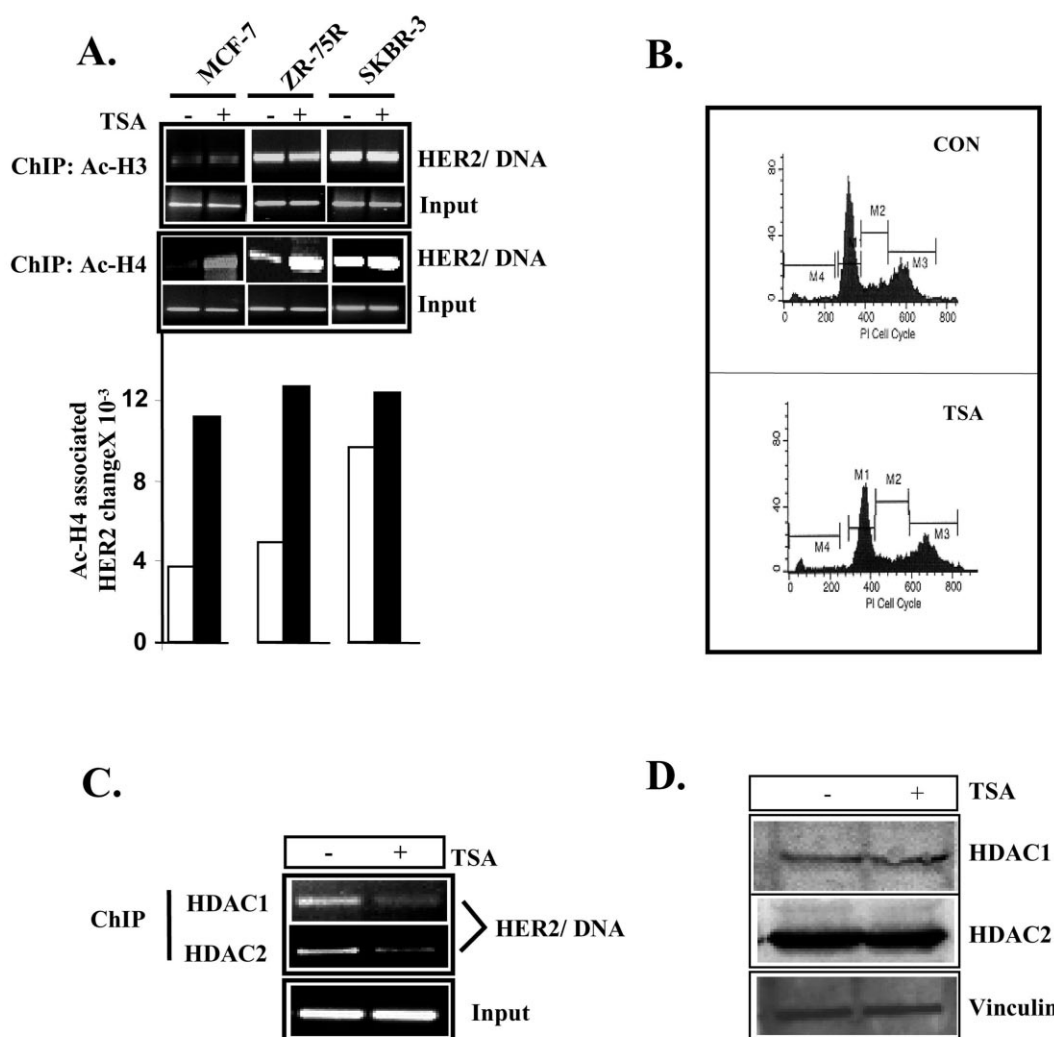 A.
MCF-7 ZR-75R SKBR-3
TSA - + - + - +
ChIP: Ac-H3 HER2/ DNA
Input
ChIP: Ac-H4 HER2/ DNA
Input
Ac-H4 associated
HER2 changeX 10-3
12
8
4
0
B.
CON
80
40
0
M2
M3
M4
0 200 400 600 800
PI Cell Cycle
TSA
80
40
0
M1
M2
M3
M4
0 200 400 600 800
PI Cell Cycle
C.
- + TSA
ChIP
HDAC1
HDAC2
HER2/ DNA
Input
D.
- + TSA
HDAC1
HDAC2
Vinculin